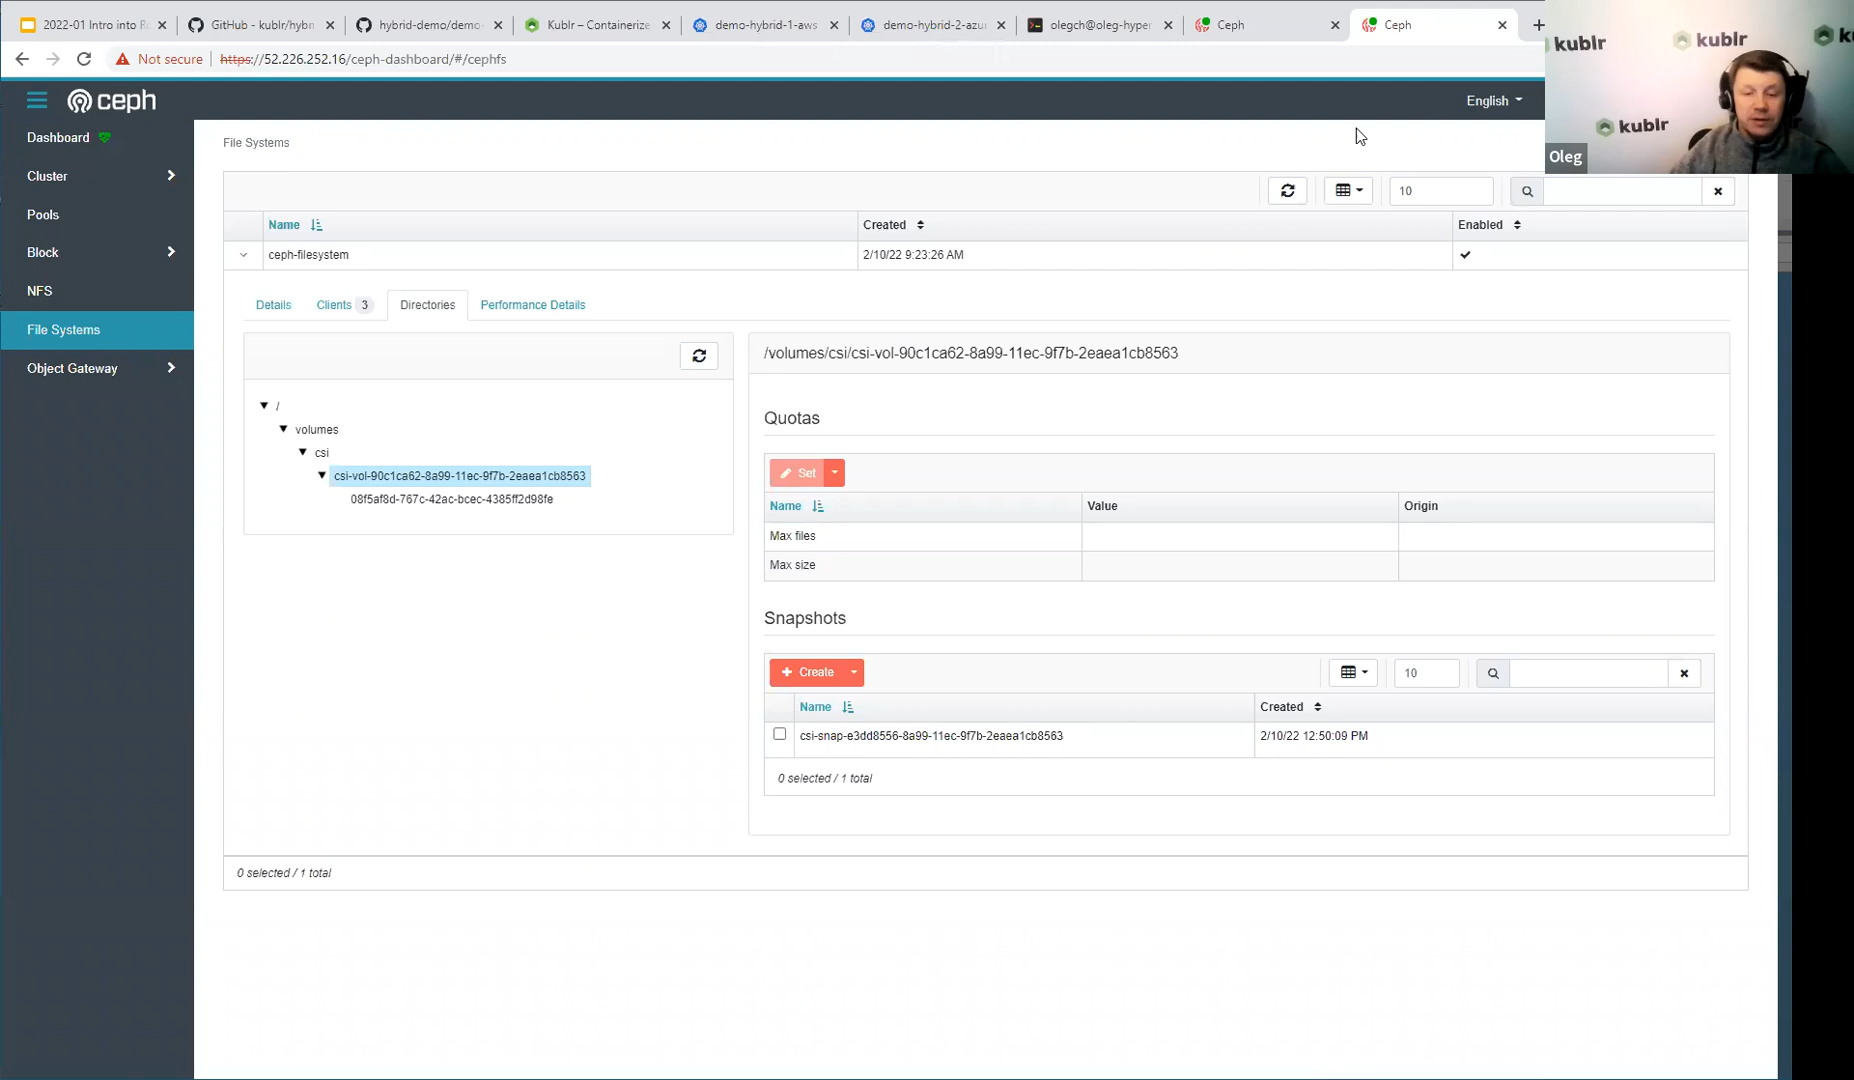 2022-01 Intro into R
GitHub - kublr/hybri
hybrid-demo/demo-
Kublr – Containerize
demo-hybrid-1-aws
demo-hybrid-2-azur
olegch@oleg-hyper
Ceph
Ceph
Not secure
https://52.226.252.16/ceph-dashboard/#/cephfs
kublr
kublr
kublr
Oleg
ceph
English
Dashboard
Cluster
Pools
Block
NFS
File Systems
Object Gateway
File Systems
10
Name
Created
Enabled
ceph-filesystem
2/10/22 9:23:26 AM
Details
Clients 3
Directories
Performance Details
/
volumes
csi
csi-vol-90c1ca62-8a99-11ec-9f7b-2eaea1cb8563
08f5af8d-767c-42ac-bcec-4385ff2d98fe
/volumes/csi/csi-vol-90c1ca62-8a99-11ec-9f7b-2eaea1cb8563
Quotas
Set
Name
Value
Origin
Max files
Max size
Snapshots
Create
10
Name
Created
csi-snap-e3dd8556-8a99-11ec-9f7b-2eaea1cb8563
2/10/22 12:50:09 PM
0 selected / 1 total
0 selected / 1 total